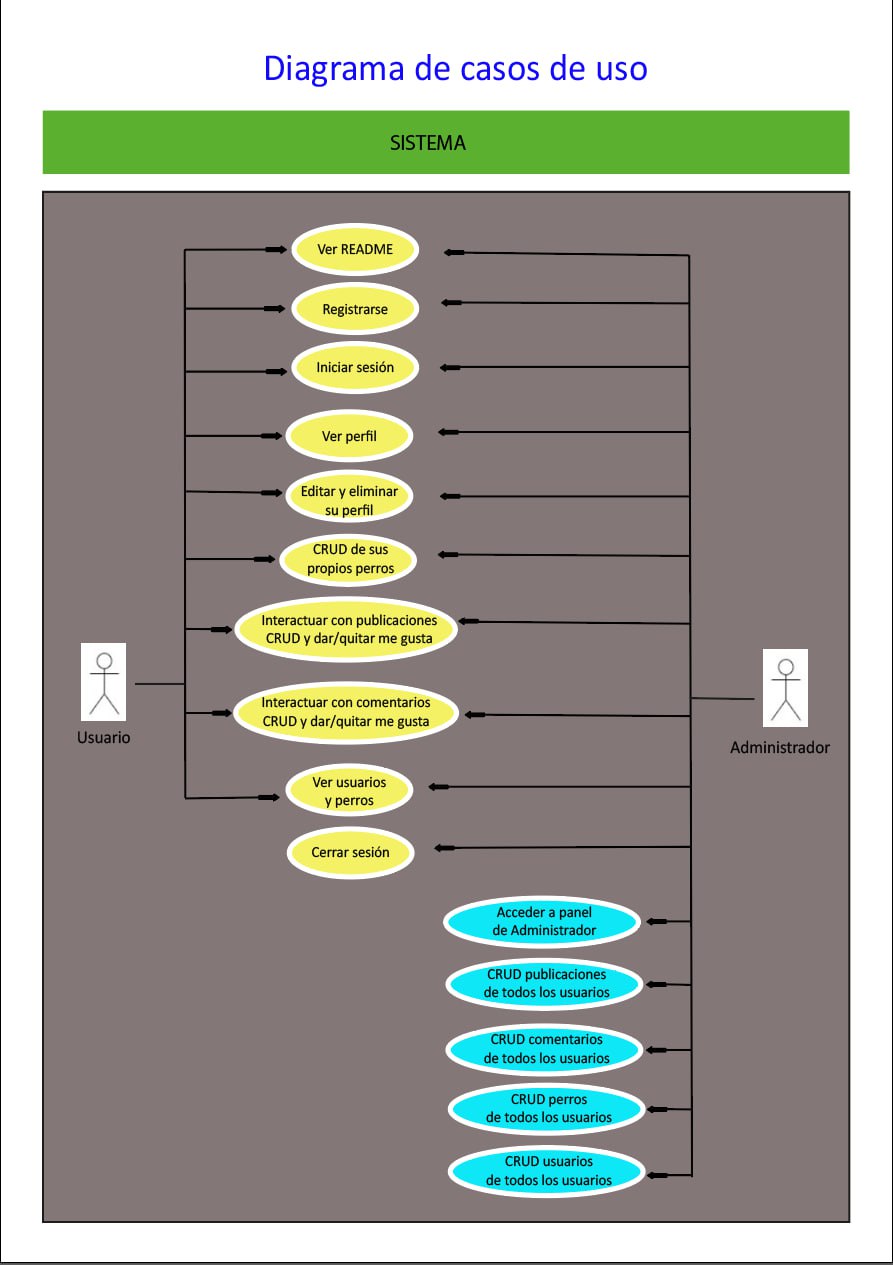 Diagrama de casos de uso
SISTEMA
Ver README
Registrarse
Iniciar sesión
Ver perfil
Editar y eliminar
su perfil
CRUD de sus
propios perros
Interactuar con publicaciones
CRUD y dar/quitar me gusta
Interactuar con comentarios
CRUD y dar/quitar me gusta
Usuario
Administrador
Ver usuarios
y perros
Cerrar sesión
Acceder a panel
de Administrador
CRUD publicaciones
de todos los usuarios
CRUD comentarios
de todos los usuarios
CRUD perros
de todos los usuarios
CRUD usuarios
de todos los usuarios